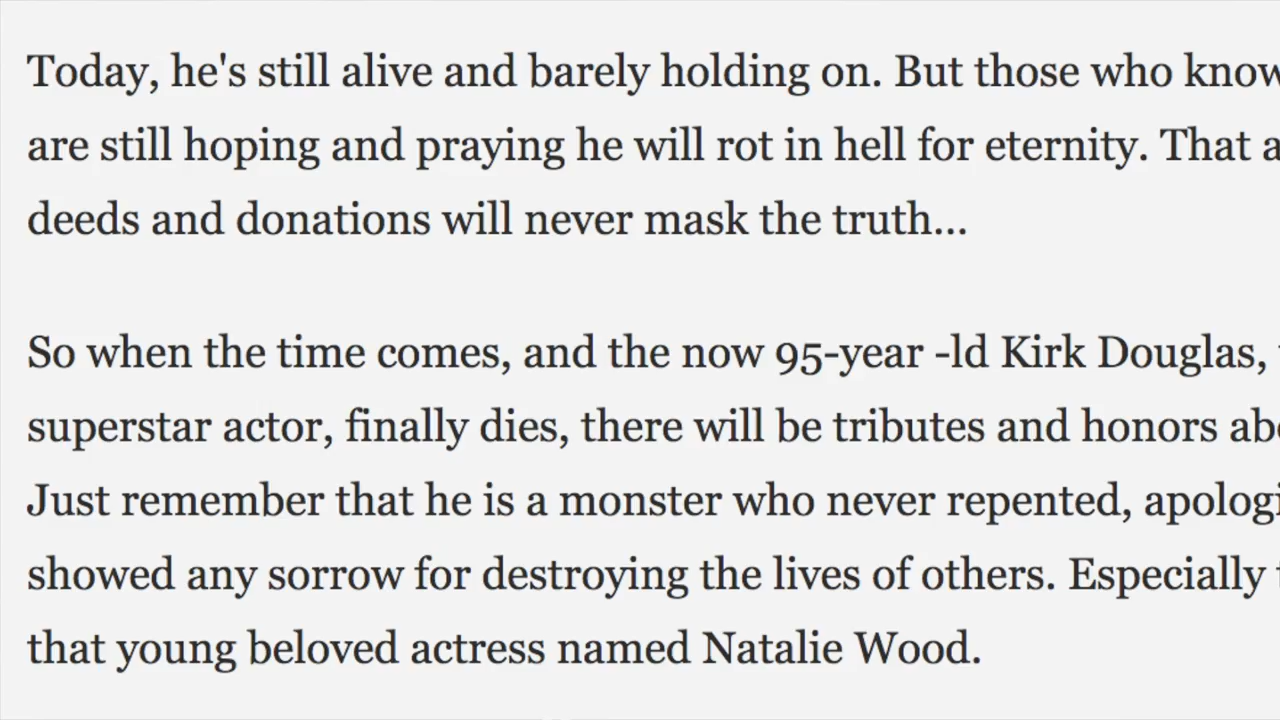 Today, he's still alive and barely holding on. But those who know
are still hoping and praying he will rot in hell for eternity. That a
deeds and donations will never mask the truth...
So when the time comes, and the now 95-year -ld Kirk Douglas,
superstar actor, finally dies, there will be tributes and honors
Just remember that he is a monster who never repented,
showed any sorrow for destroying the lives of others. Especially
that young beloved actress named Natalie Wood.